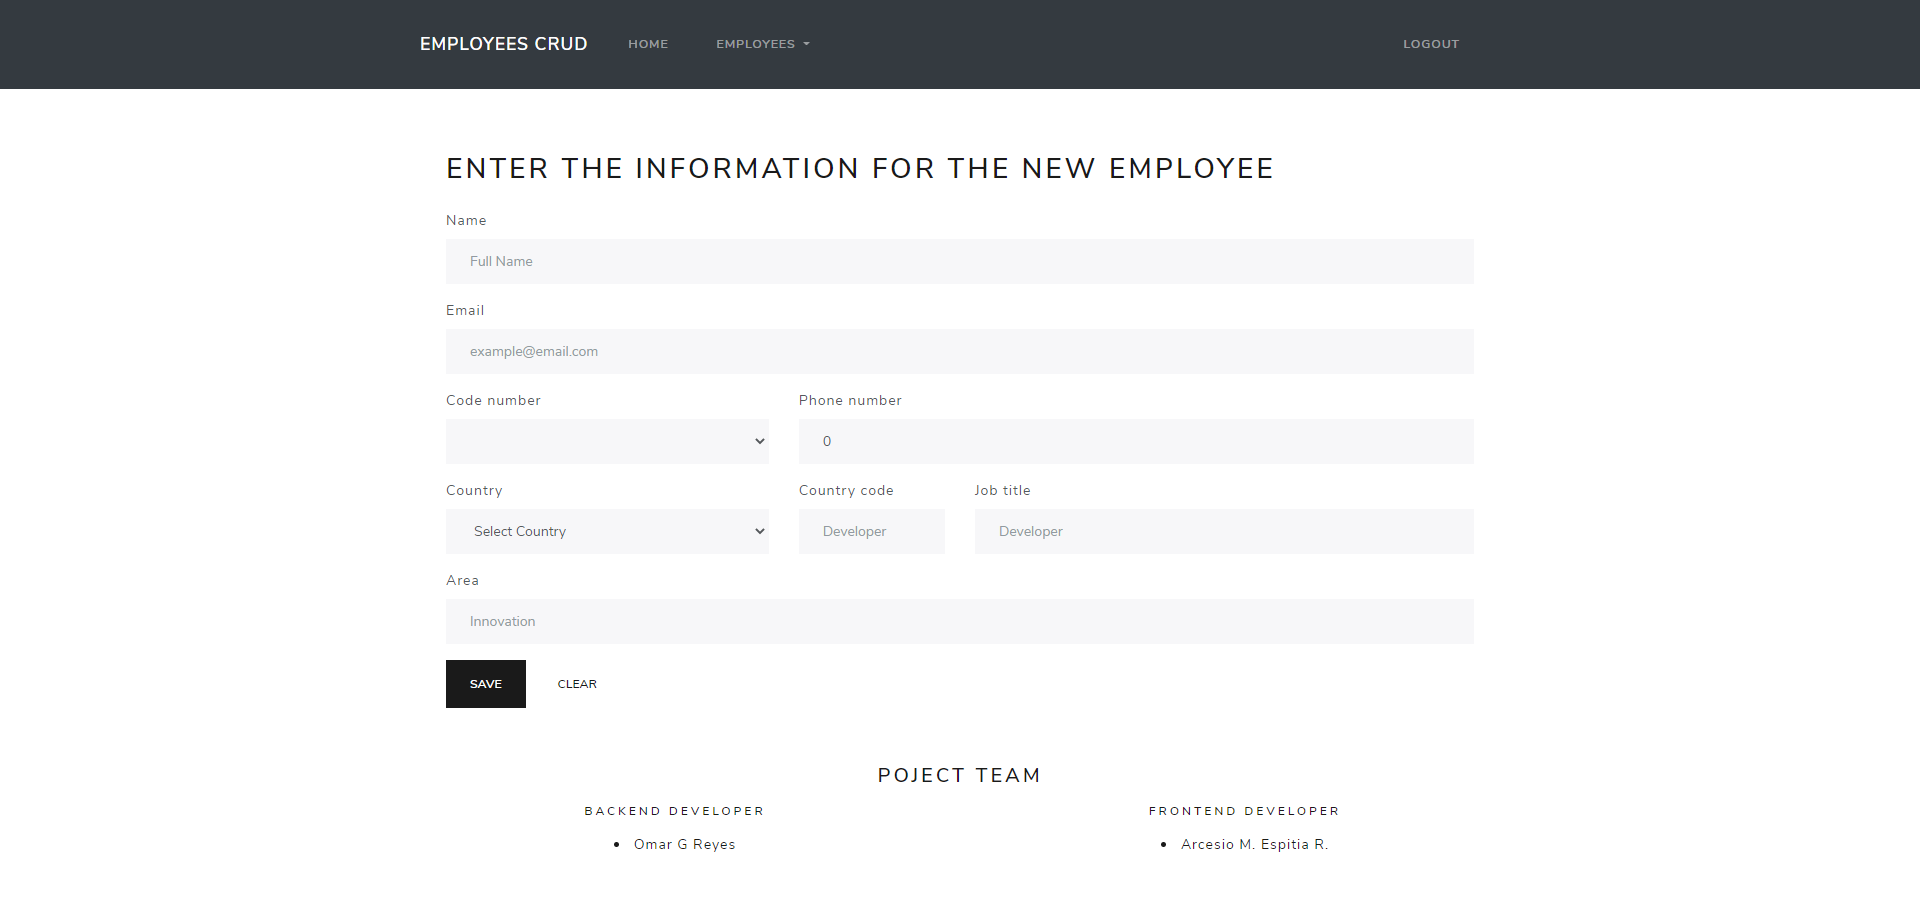 EMPLOYEES CRUD HOME EMPLOYEES LOGOUT
ENTER THE INFORMATION FOR THE NEW EMPLOYEE
Name
Full Name
Email
example@email.com
Code number Phone number
0
Country Country code Job title
Select Country Developer Developer
Area
Innovation
SAVE CLEAR
POJECT TEAM
BACKEND DEVELOPER FRONTEND DEVELOPER
• Omar G Reyes • Arcesio M. Espitia R.